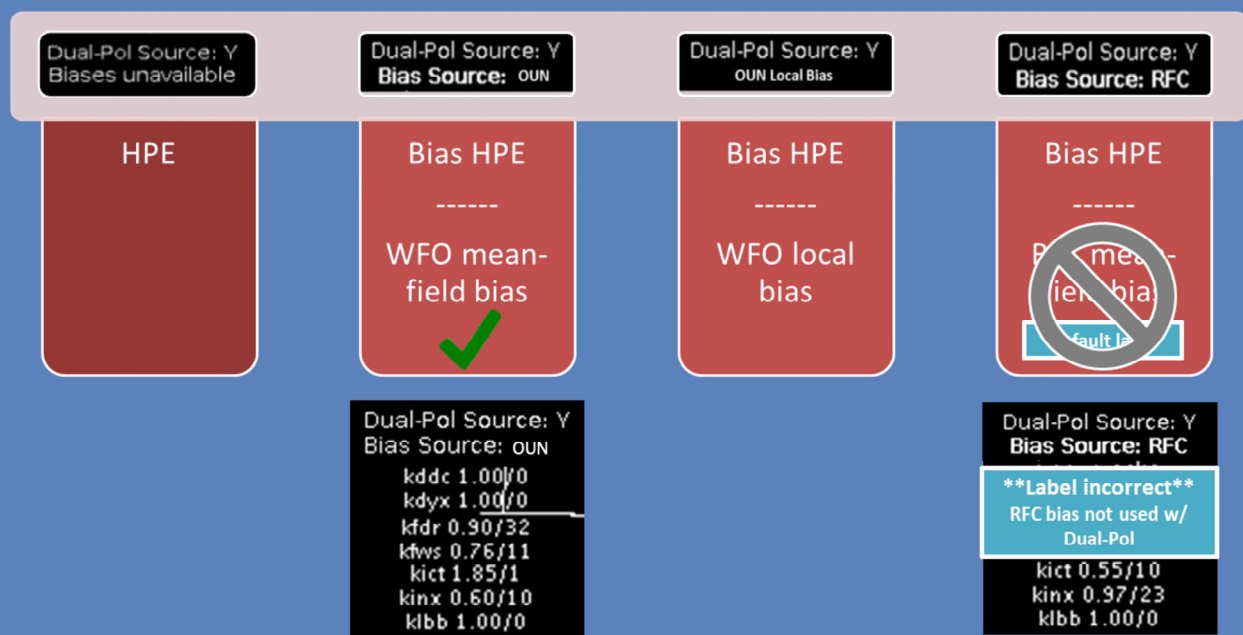 Dual-Pol Source: Y
Biases unavailable
Dual-Pol Source: Y
Bias Source: OUN
Dual-Pol Source: Y
OUN Local Bias
Dual-Pol Source: Y
Bias Source: RFC
HPE
Bias HPE
------
WFO mean-
field bias
Bias HPE
------
WFO local
bias
Bias HPE
------
Dual-Pol Source: Y
Bias Source: OUN
kddc 1.00/0
kdyx 1.00/0
kfdr 0.90/32
kfws 0.76/11
kict 1.85/1
kinx 0.60/10
klbb 1.00/0
Dual-Pol Source: Y
Bias Source: RFC
**Label incorrect**
RFC bias not used w/
Dual-Pol
kict 0.55/10
kinx 0.97/23
klbb 1.00/0